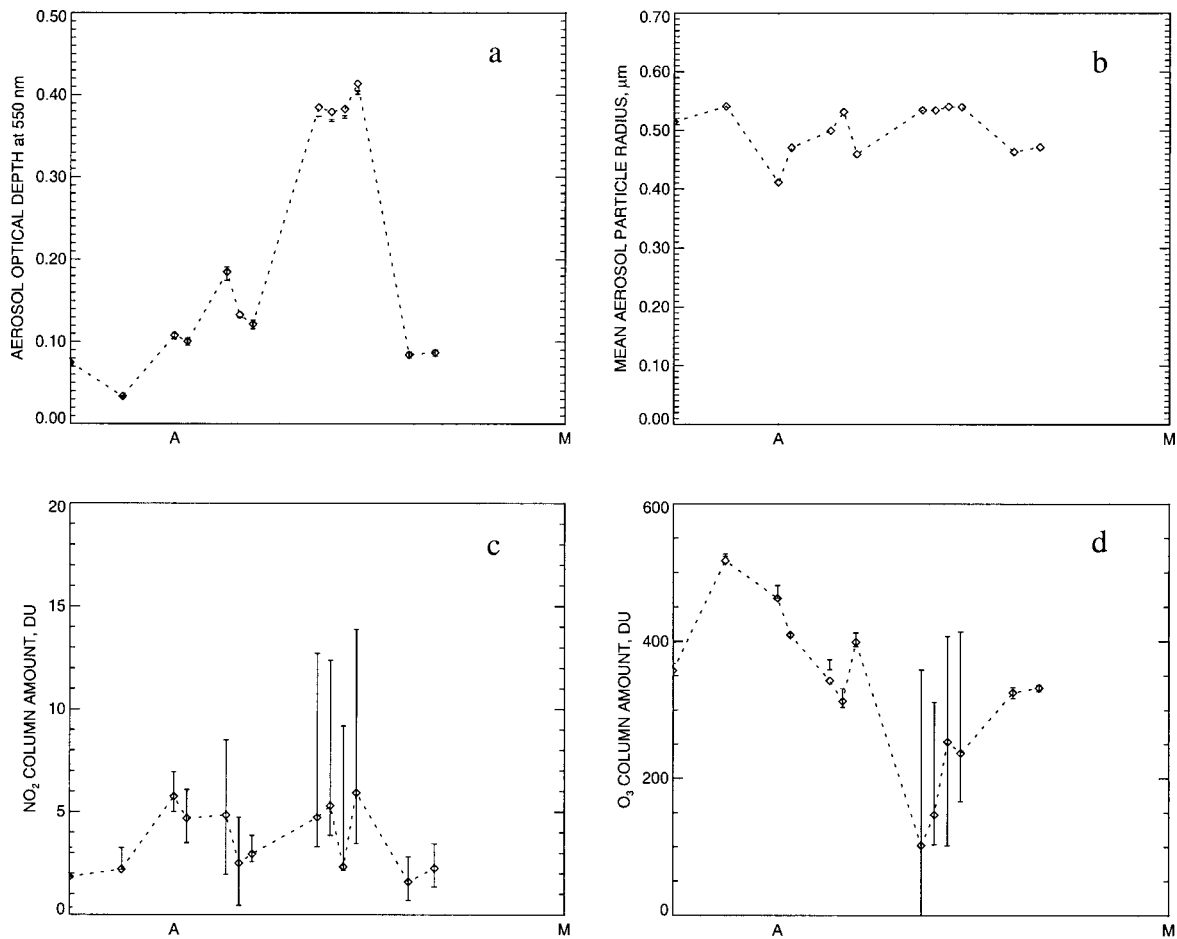 a
AEROSOL OPTICAL DEPTH at 550 nm
0.50
0.40
0.30
0.20
0.10
0.00
A
M
b
MEAN AEROSOL PARTICLE RADIUS, μm
0.70
0.60
0.50
0.40
0.30
0.20
0.10
0.00
A
M
c
NO₂ COLUMN AMOUNT, DU
20
15
10
5
0
A
M
d
O₃ COLUMN AMOUNT, DU
600
400
200
0
A
M